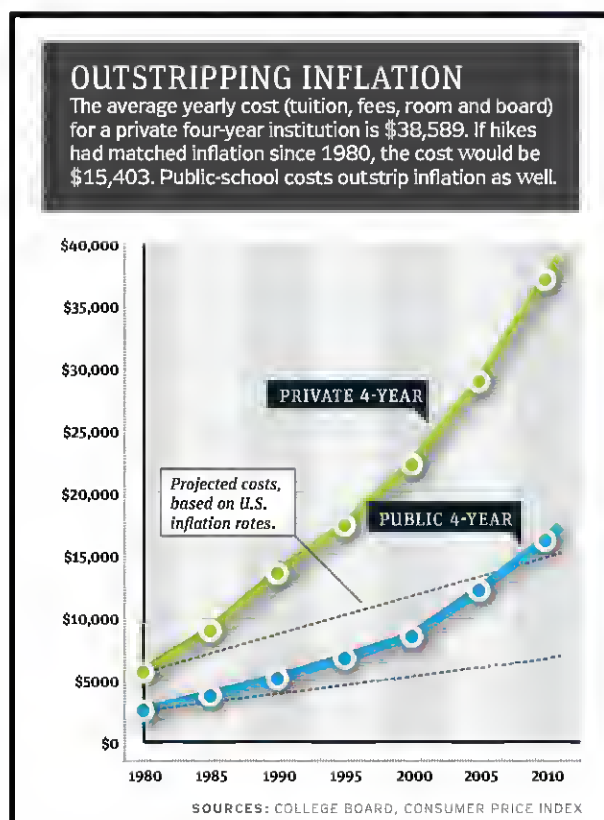 OUTSTRIPPING INFLATION
The average yearly cost (tuition, fees, room and board)
for a private four-year institution is $38,589. If hikes
had matched inflation since 1980, the cost would be
$15,403. Public-school costs outstrip inflation as well.
$40,000
$35,000
$30,000
$25,000
$20,000
$15,000
$10,000
$5000
$0
PRIVATE 4-YEAR
Projected costs,
based on U.S.
inflation rates.
PUBLIC 4-YEAR
1980 1985 1990 1995 2000 2005 2010
SOURCES: COLLEGE BOARD, CONSUMER PRICE INDEX